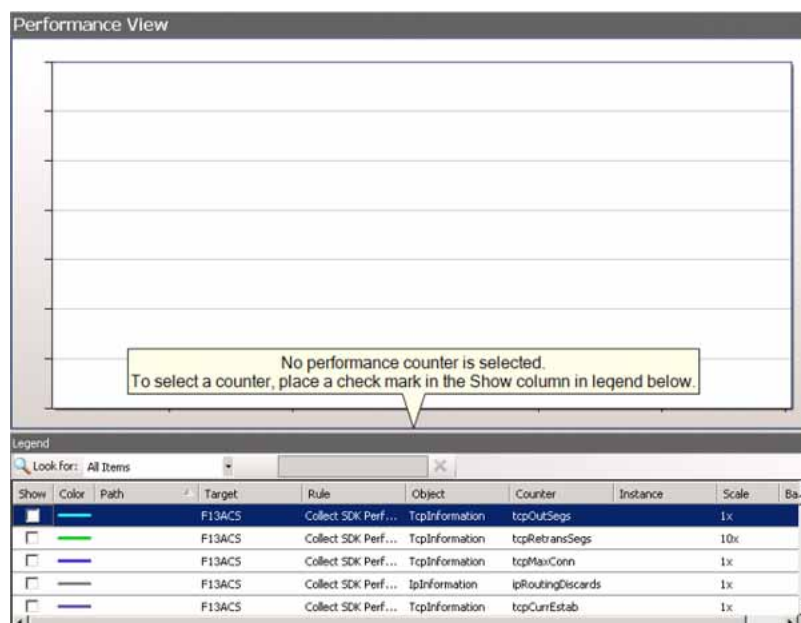 Performance View
No performance counter is selected.
To select a counter, place a check mark in the Show column in legend below.
Legend
Look for: All Items
Show Color Path Target Rule Object Counter Instance Scale Ba
F13ACS Collect SDK Perf... TcpInformation tcpOutSegs 1x
F13ACS Collect SDK Perf... TcpInformation tcpRetransSegs 10x
F13ACS Collect SDK Perf... TcpInformation tcpMaxConn 1x
F13ACS Collect SDK Perf... IpInformation ipRoutingDiscards 1x
F13ACS Collect SDK Perf... TcpInformation tcpCurrEstab 1x